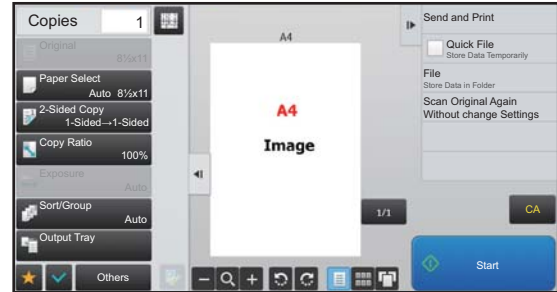 Copies 1
Original
8½x11
Paper Select
Auto 8½x11
2-Sided Copy
1-Sided→1-Sided
Copy Ratio
100%
Exposure
Auto
Sort/Group
Auto
Output Tray
Others
A4
A4
Image
1/1
Send and Print
Quick File
Store Data Temporarily
File
Store Data in Folder
Scan Original Again
Without change Settings
CA
Start